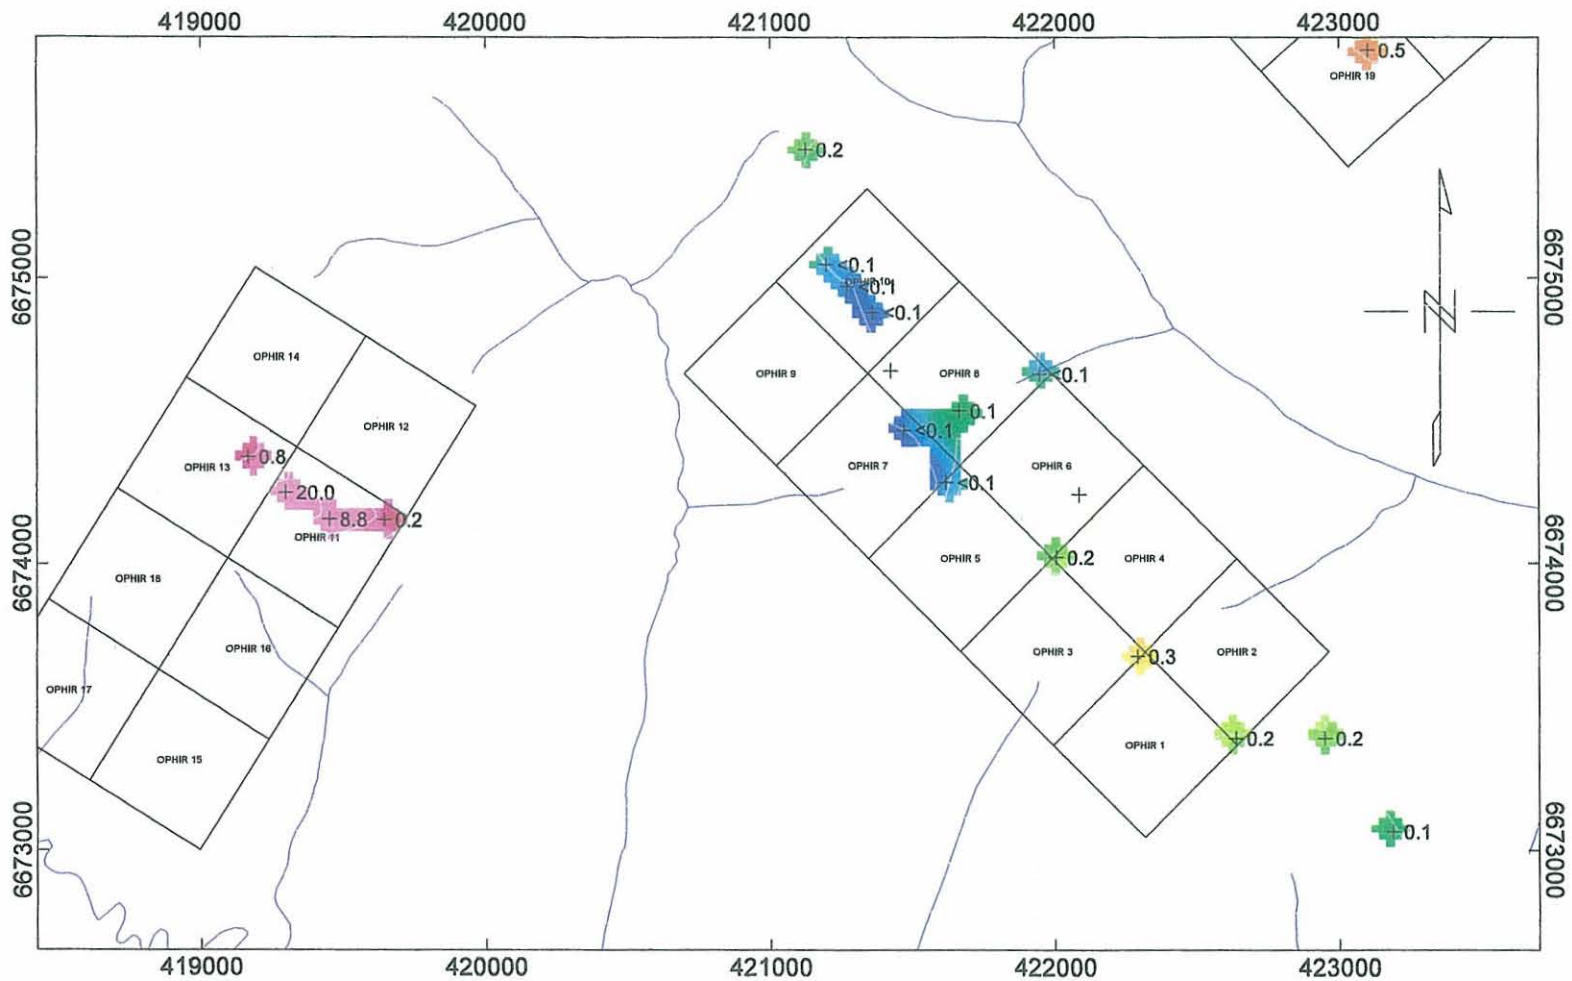 419000 420000 421000 422000 423000
0.5
OPHIR 19
0.2
6675000
6675000
<0.1
OPHIR 10
<0.1
<0.1
N
OPHIR 14
OPHIR 9
OPHIR 8
<0.1
OPHIR 12
0.1
<0.1
OPHIR 13
0.8
OPHIR 7
OPHIR 6
<0.1
20.0
8.8
0.2
OPHIR 11
6674000
6674000
OPHIR 5
0.2
OPHIR 4
OPHIR 18
OPHIR 16
OPHIR 3
0.3
OPHIR 2
OPHIR 17
OPHIR 15
OPHIR 1
0.2
0.2
0.1
6673000
6673000
419000 420000 421000 422000 423000